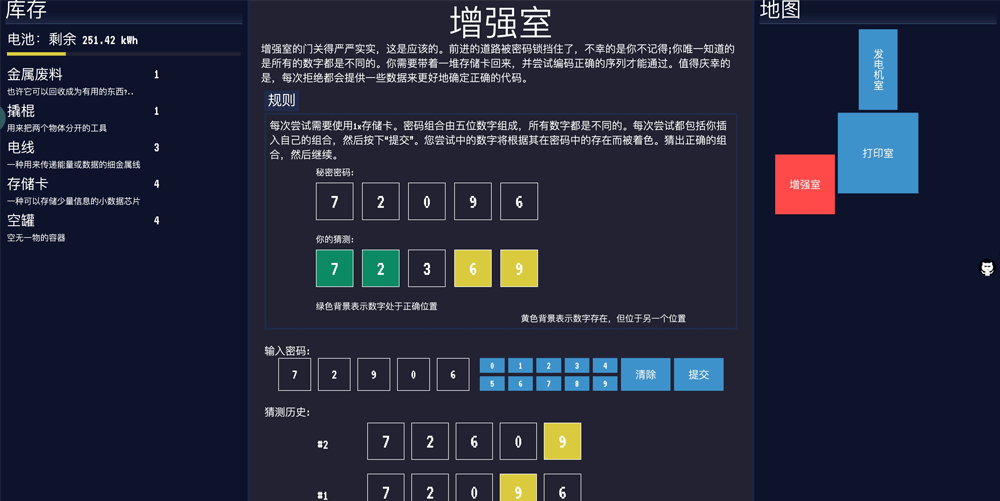 库存
电池：剩余 251.42 kWh
金属废料 1
也许它可以回收成为有用的东西?..
撬棍 1
用来把两个物体分开的工具
电线 3
一种用来传递能量或数据的细金属线
存储卡 4
一种可以存储少量信息的小数据芯片
空罐 4
空无一物的容器
增强室
增强室的门关得严严实实，这是应该的。前进的道路被密码锁挡住了，不幸的是你不记得;你唯一知道的
是所有的数字都是不同的。你需要带着一堆存储卡回来，并尝试编码正确的序列才能通过。值得庆幸的
是，每次拒绝都会提供一些数据来更好地确定正确的代码。
规则
每次尝试需要使用1x存储卡。密码组合由五位数字组成，所有数字都是不同的。每次尝试都包括你插
入自己的组合，然后按下“提交”。您尝试中的数字将根据其在密码中的存在而被着色。猜出正确的组
合，然后继续。
秘密密码:
7 2 0 9 6
你的猜测:
7 2 3 6 9
绿色背景表示数字处于正确位置
黄色背景表示数字存在，但位于另一个位置
输入密码:
7 2 9 0 6
0 1 2 3 4
5 6 7 8 9
清除
提交
猜测历史:
#2 7 2 6 0 9
#1 7 2 0 9 6
地图
发电机室
打印室
增强室